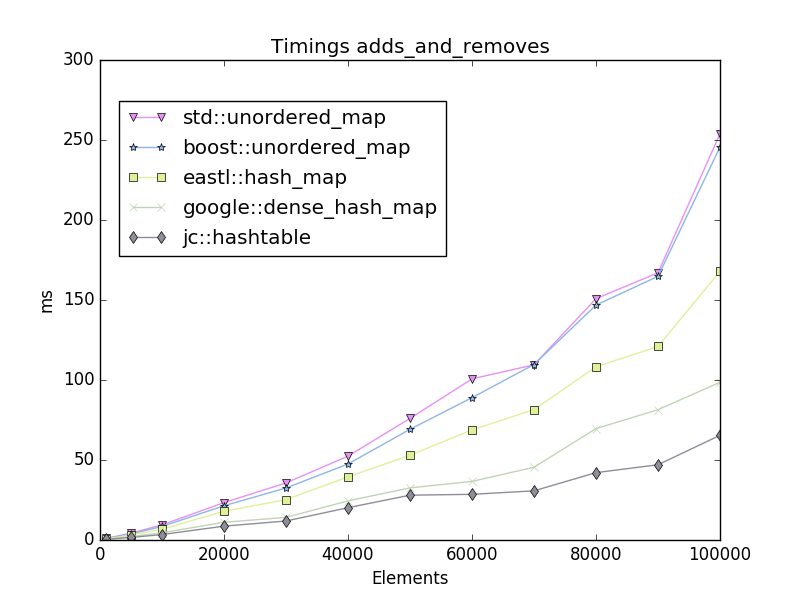 Timings adds_and_removes
300
250
200
150
100
50
0
ms
std::unordered_map
boost::unordered_map
eastl::hash_map
google::dense_hash_map
jc::hashtable
0 20000 40000 60000 80000 100000
Elements